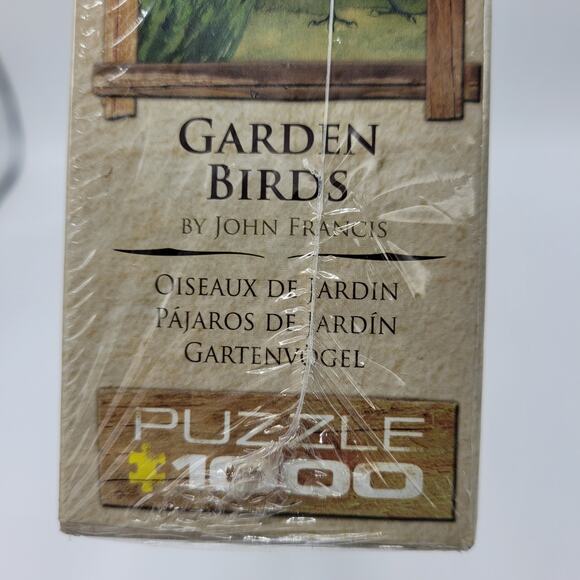 GARDEN
BIRDS
BY JOHN FRANCIS
OISEAUX DE JARDIN
PÁJAROS DE JARDÍN
GARTENVÖGEL
PUZZLE
1000